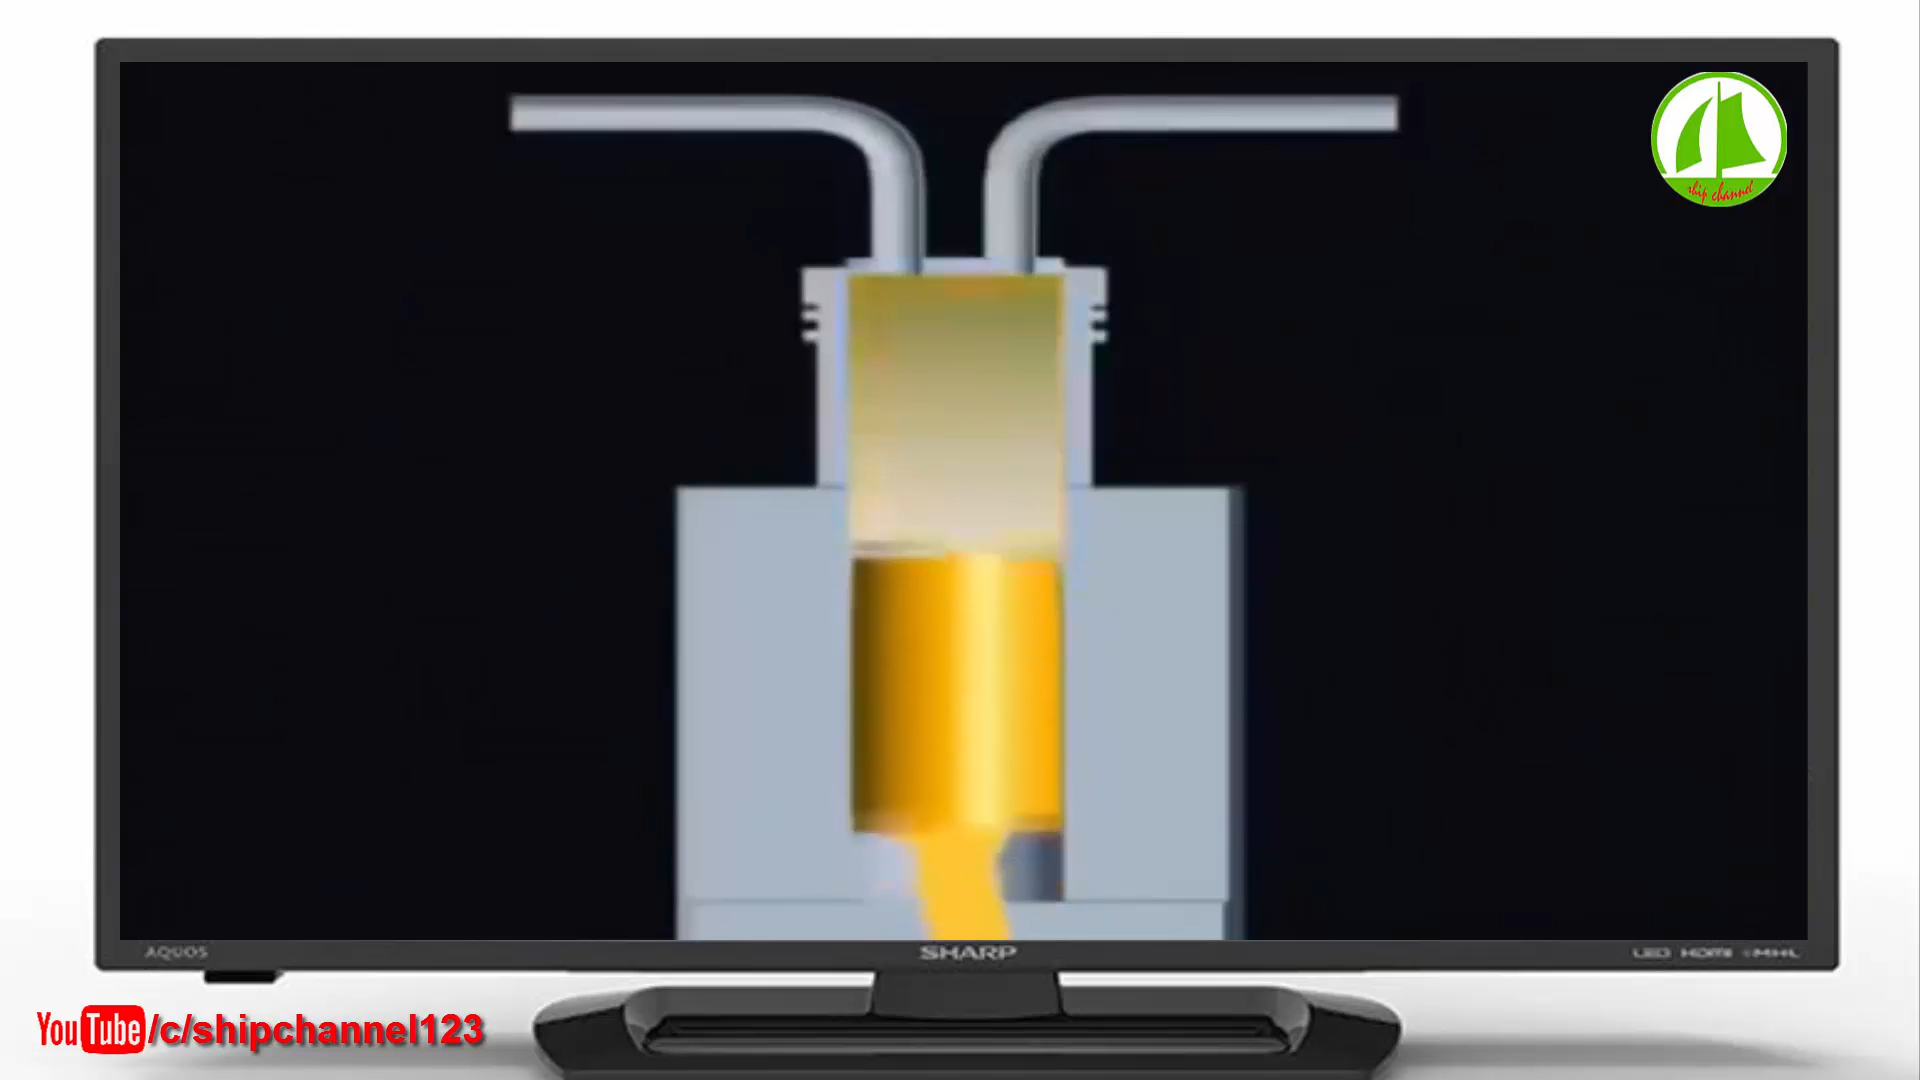 ship channel
AQUOS
SHARP
LED HDMI MHL
YouTube/c/shipchannel123